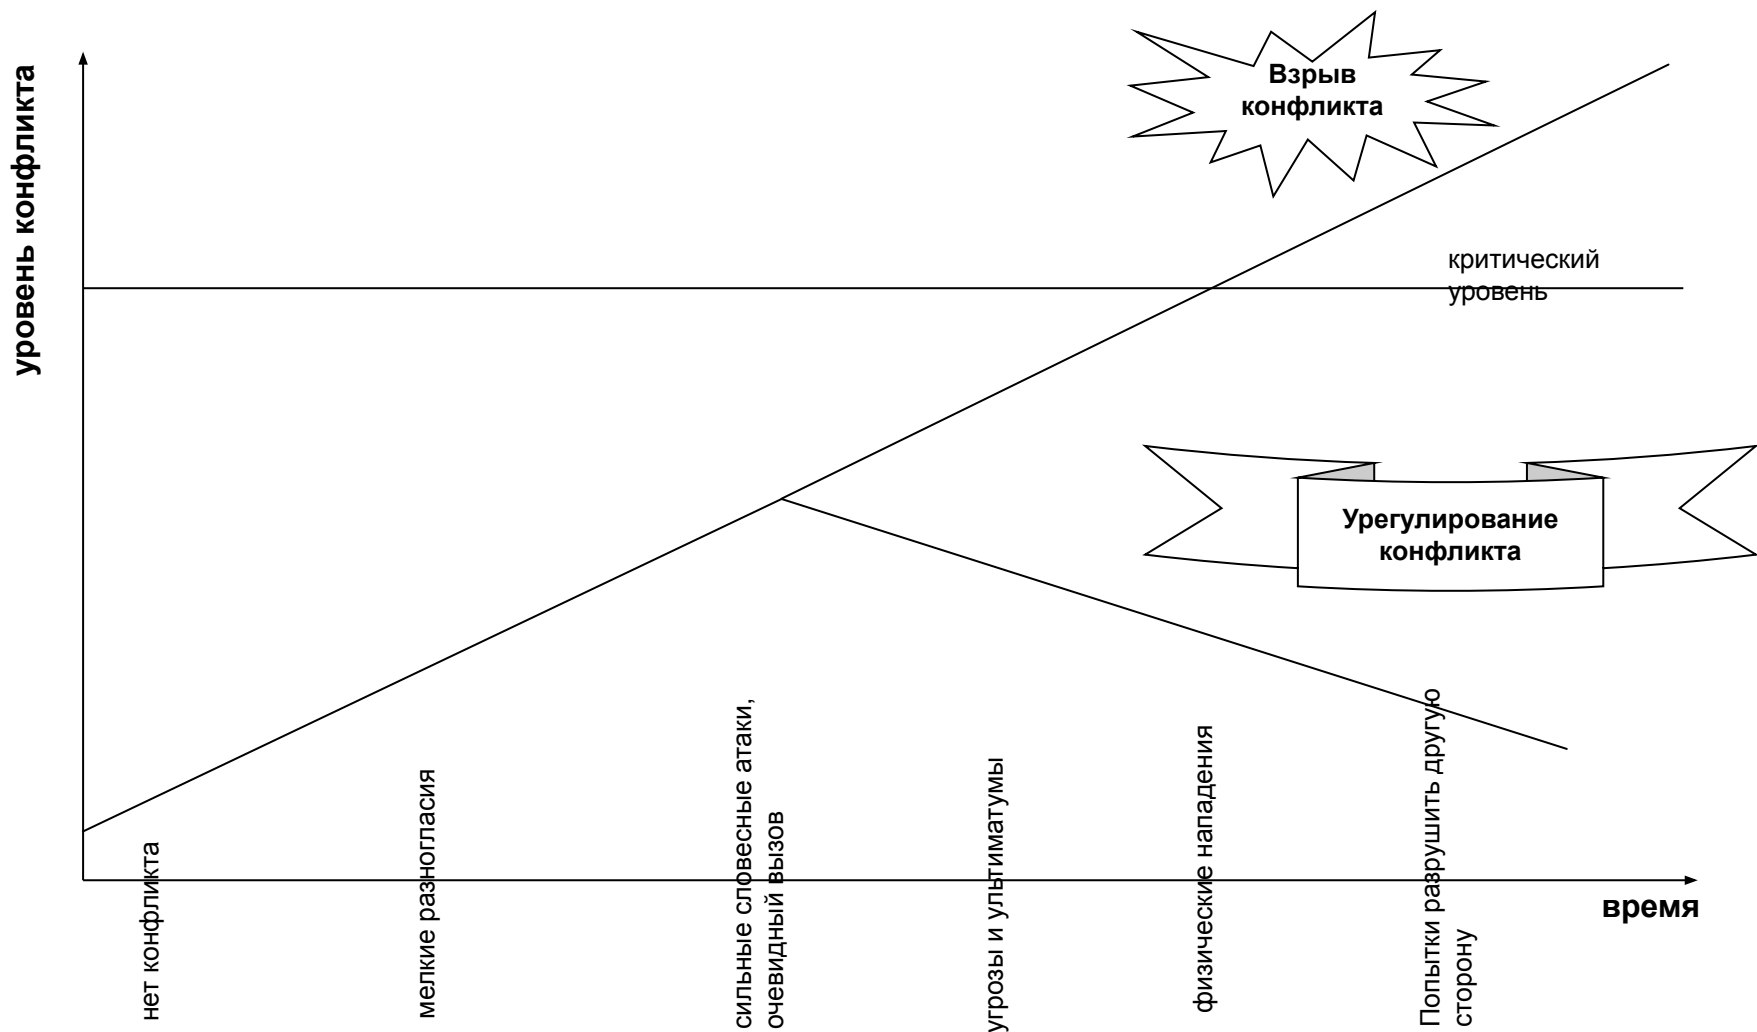 уровень конфликта
Взрыв
конфликта
критический
уровень
Урегулирование
конфликта
нет конфликта
мелкие разногласия
сильные словесные атаки,
очевидный вызов
угрозы и ультиматумы
физические нападения
Попытки разрушить другую
сторону
время